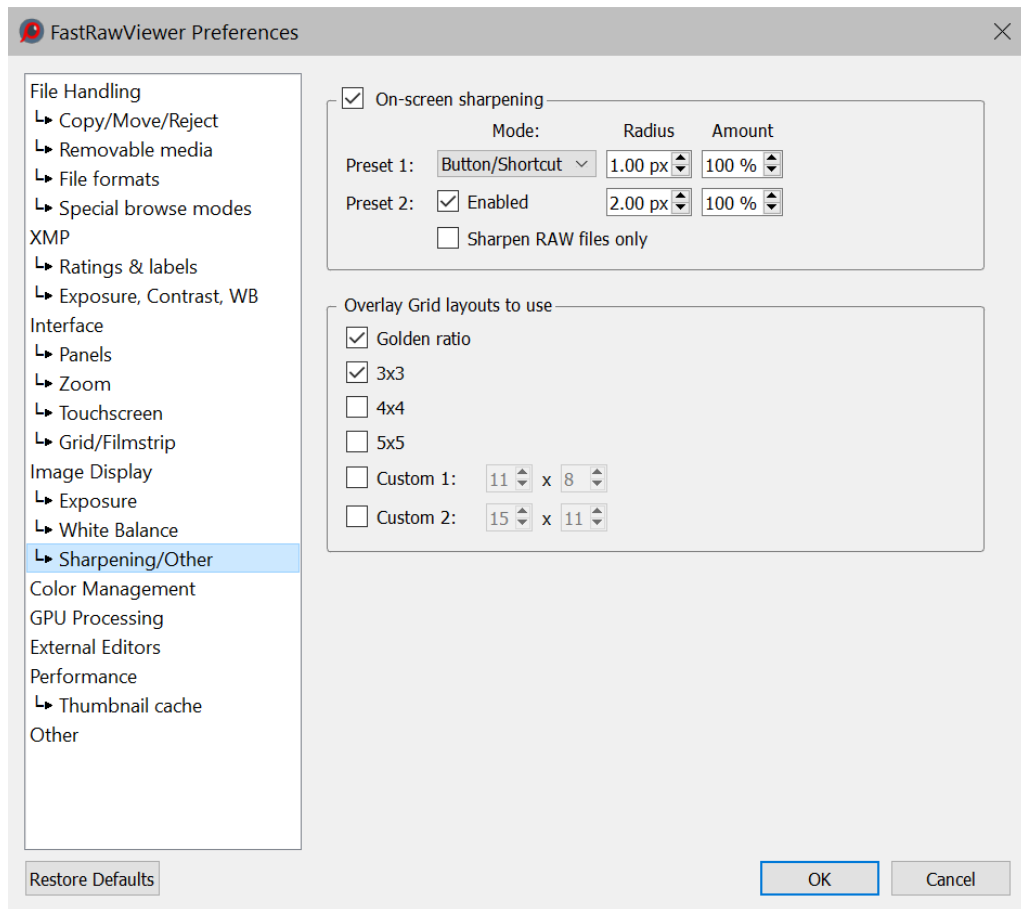 FastRawViewer Preferences
File Handling
Copy/Move/Reject
Removable media
File formats
Special browse modes
XMP
Ratings & labels
Exposure, Contrast, WB
Interface
Panels
Zoom
Touchscreen
Grid/Filmstrip
Image Display
Exposure
White Balance
Sharpening/Other
Color Management
GPU Processing
External Editors
Performance
Thumbnail cache
Other
On-screen sharpening
Mode: Radius Amount
Preset 1: Button/Shortcut 1.00 px 100 %
Preset 2: Enabled 2.00 px 100 %
Sharpen RAW files only
Overlay Grid layouts to use
Golden ratio
3x3
4x4
5x5
Custom 1: 11 x 8
Custom 2: 15 x 11
Restore Defaults
OK
Cancel